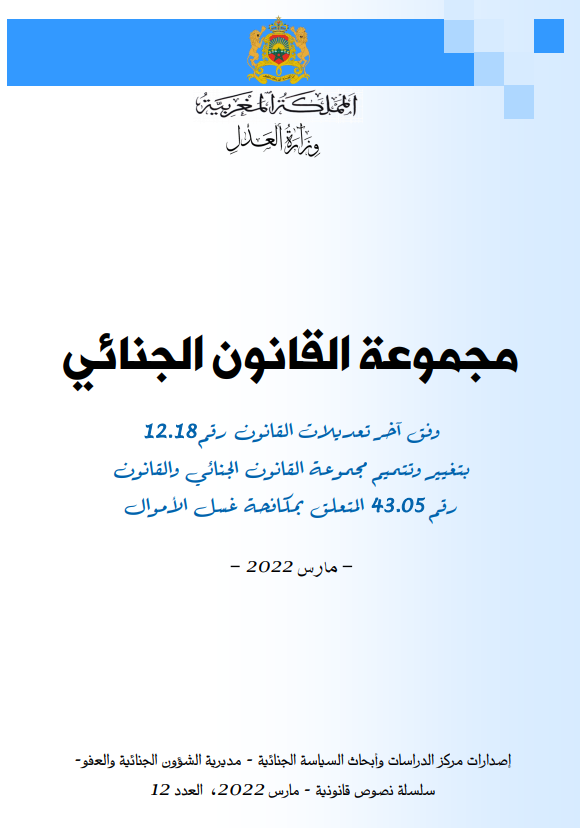 المملكة المغربية
وزارة العدل
مجموعة القانون الجنائي
وفق آخر تعديلات القانون رقم 12.18
بتغيير وتتميم مجموعة القانون الجنائي والقانون
رقم 43.05 المتعلق بمكافحة غسل الأموال
– مارس 2022 –
إصدارات مركز الدراسات وأبحاث السياسة الجنائية - مديرية الشؤون الجنائية والعفو-
سلسلة نصوص قانونية - مارس 2022، العدد 12